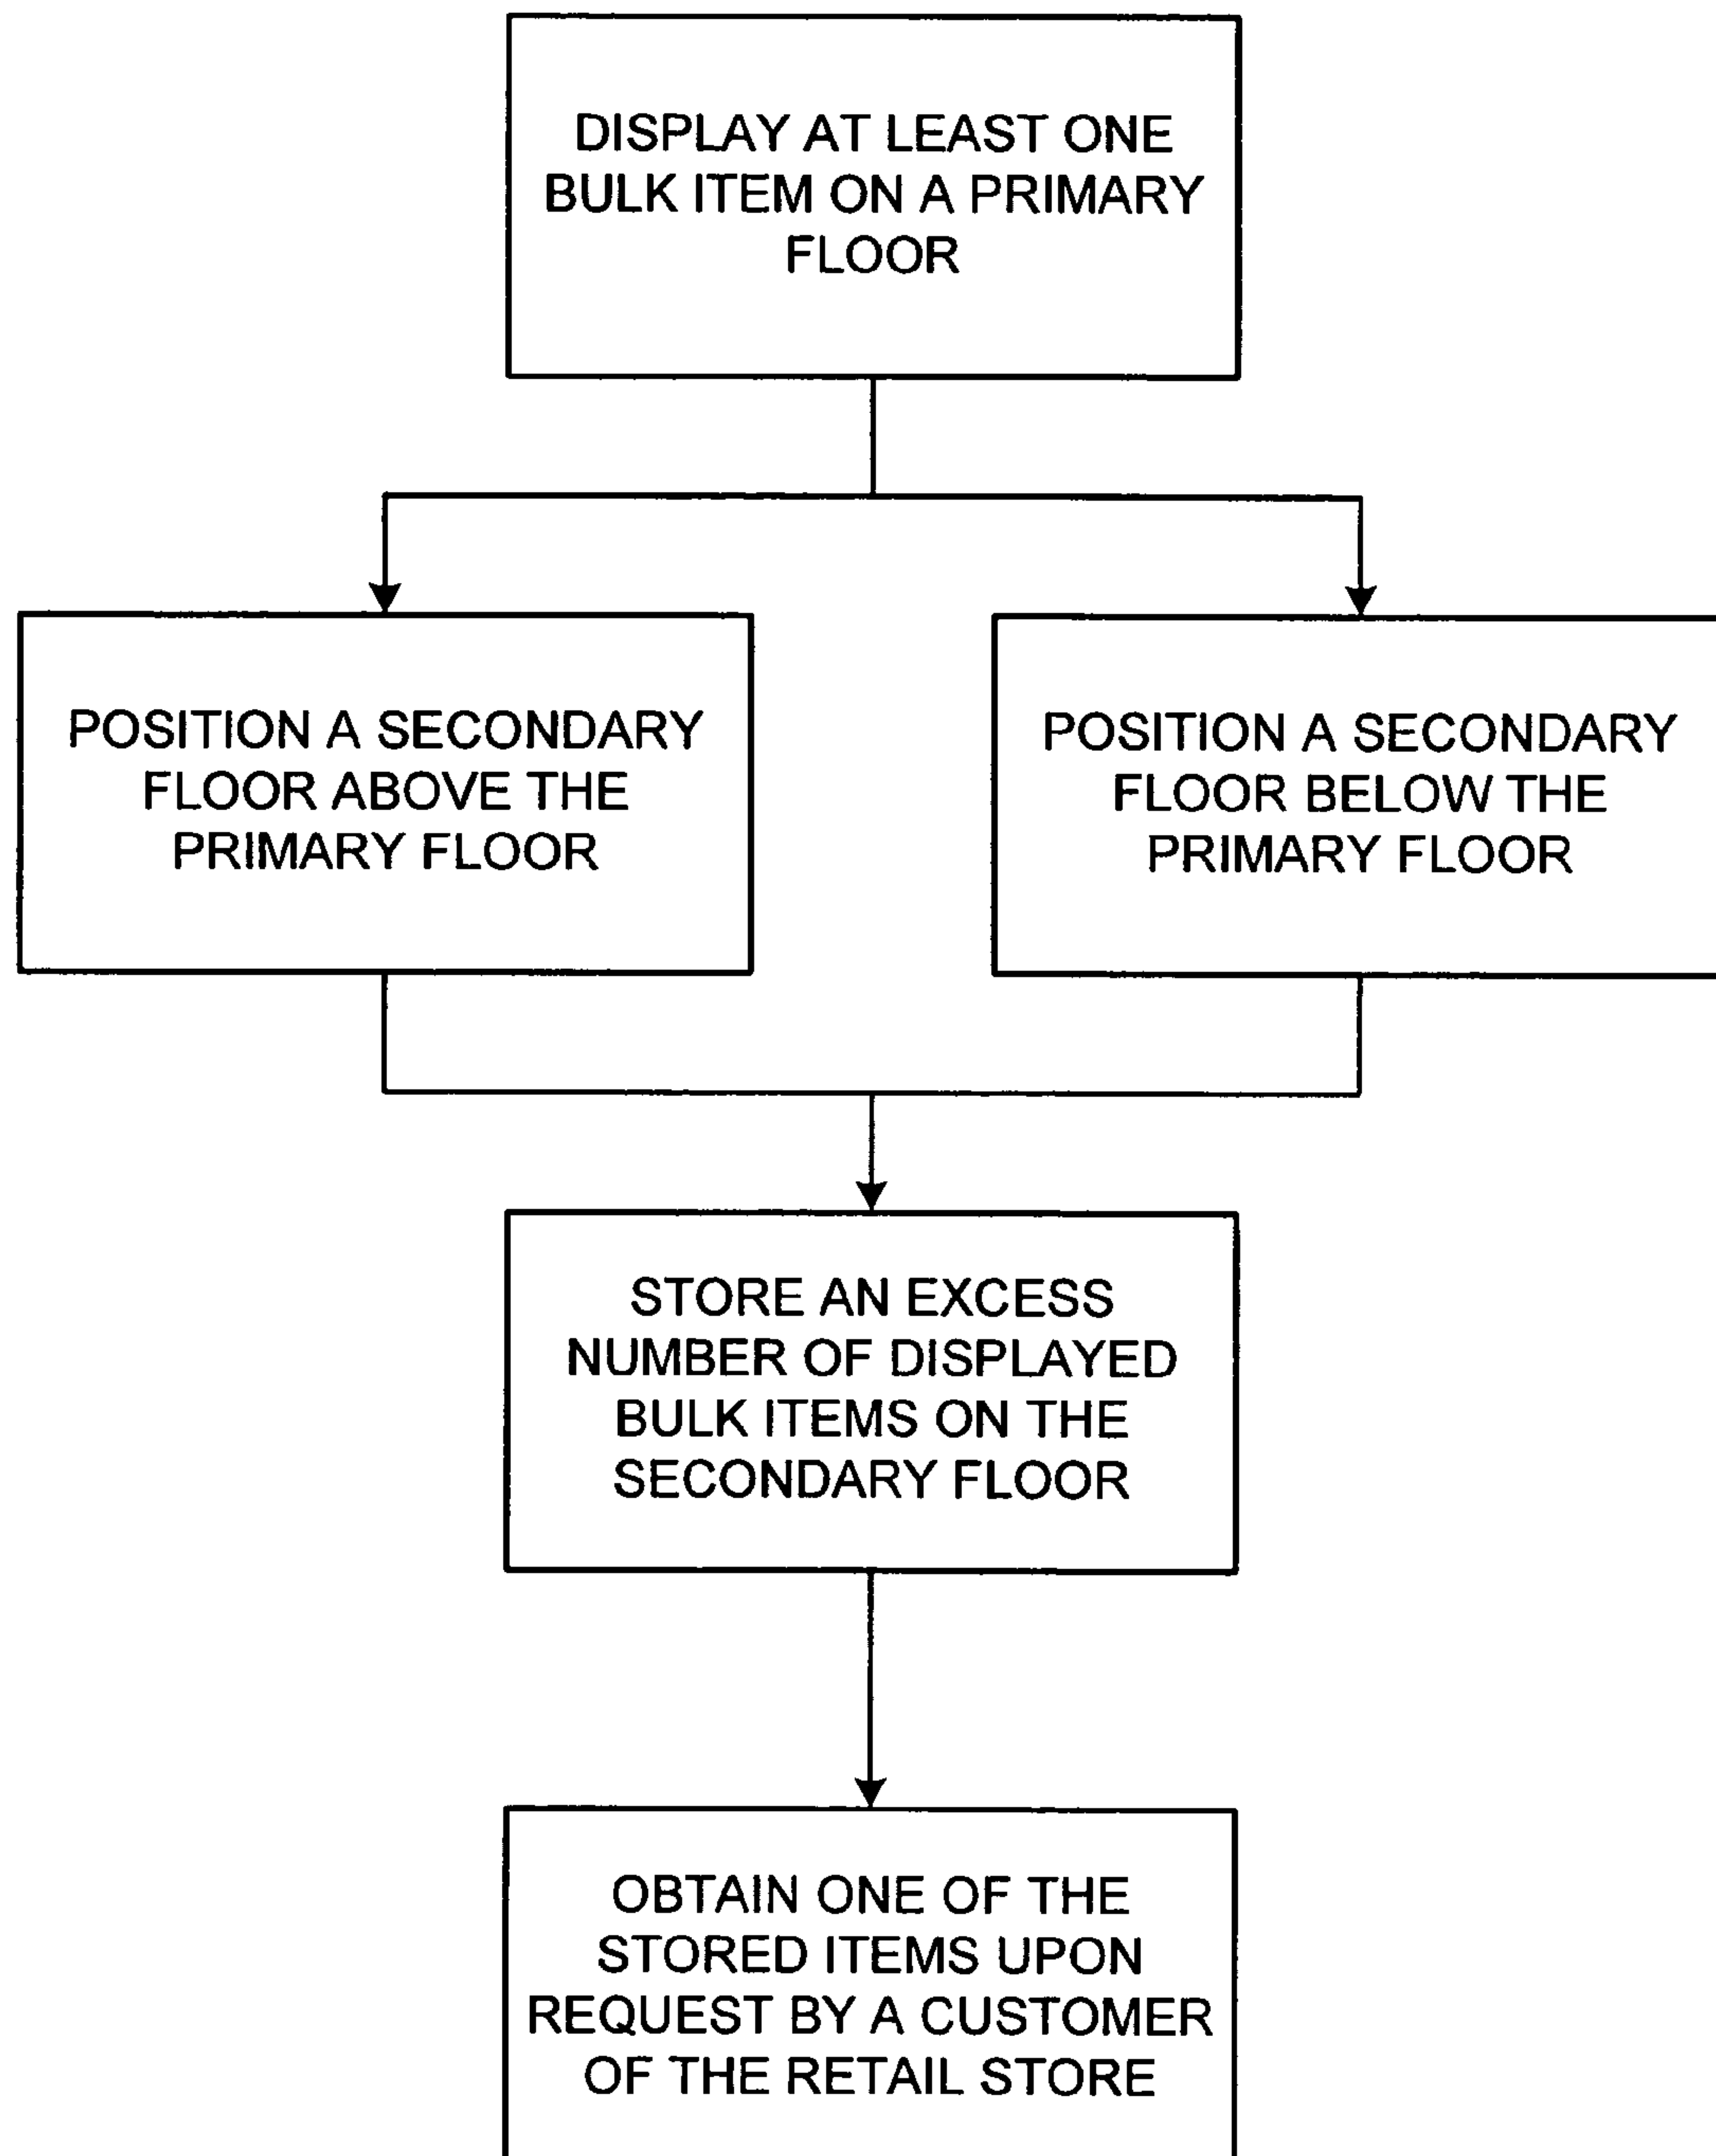 DISPLAY AT LEAST ONE
BULK ITEM ON A PRIMARY
FLOOR
POSITION A SECONDARY
FLOOR ABOVE THE
PRIMARY FLOOR
POSITION A SECONDARY
FLOOR BELOW THE
PRIMARY FLOOR
STORE AN EXCESS
NUMBER OF DISPLAYED
BULK ITEMS ON THE
SECONDARY FLOOR
OBTAIN ONE OF THE
STORED ITEMS UPON
REQUEST BY A CUSTOMER
OF THE RETAIL STORE